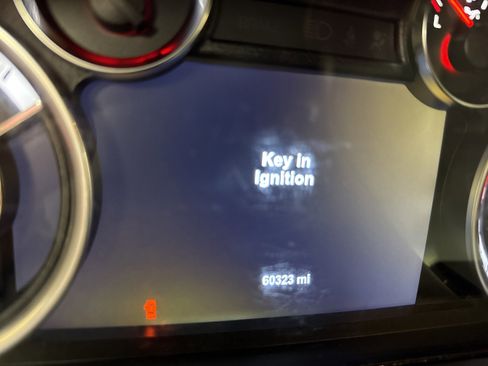 Key in
Ignition
60323 mi